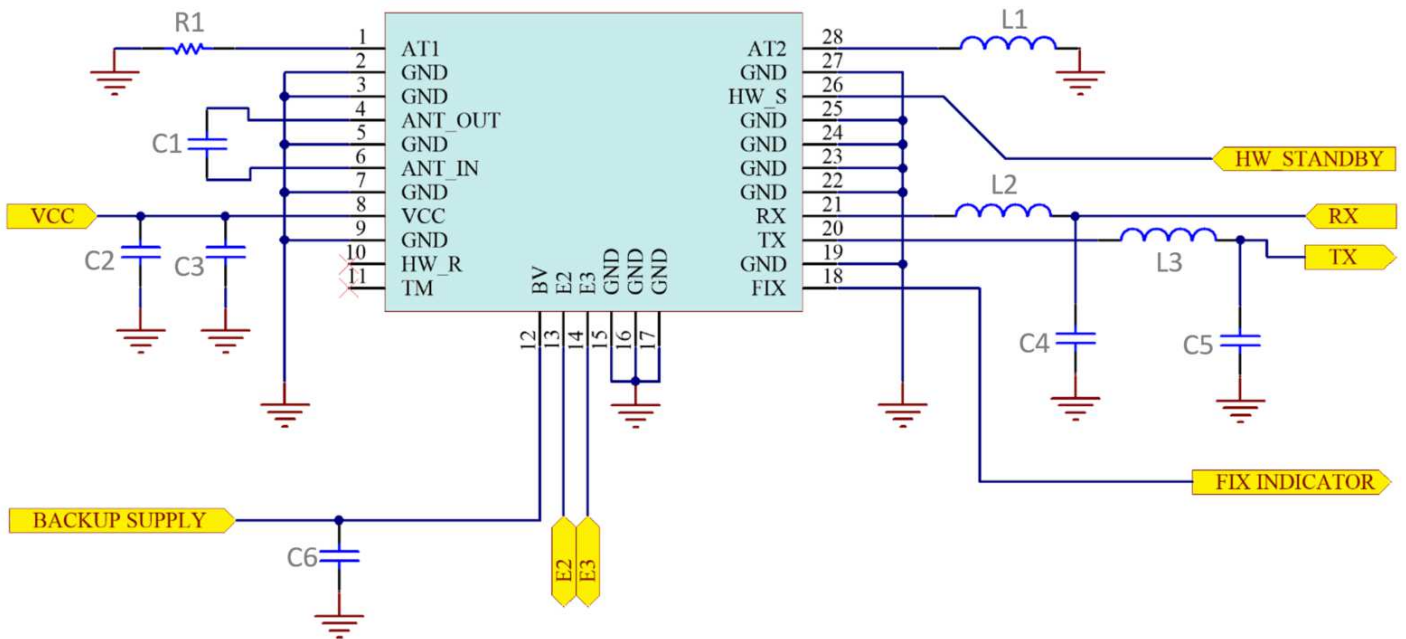 R1
L1
1
AT1
AT2
28
2
GND
GND
27
3
GND
HW_S
26
4
ANT_OUT
GND
25
C1
5
GND
GND
24
HW_STANDBY
6
ANT_IN
GND
23
7
GND
GND
22
L2
VCC
8
VCC
RX
21
RX
9
GND
TX
20
L3
TX
C2
C3
10
HW_R
GND
19
11
TM
FIX
18
BV
E2
E3
GND
GND
GND
12
13
14
15
16
17
C4
C5
FIX INDICATOR
BACKUP SUPPLY
C6
E2
E3